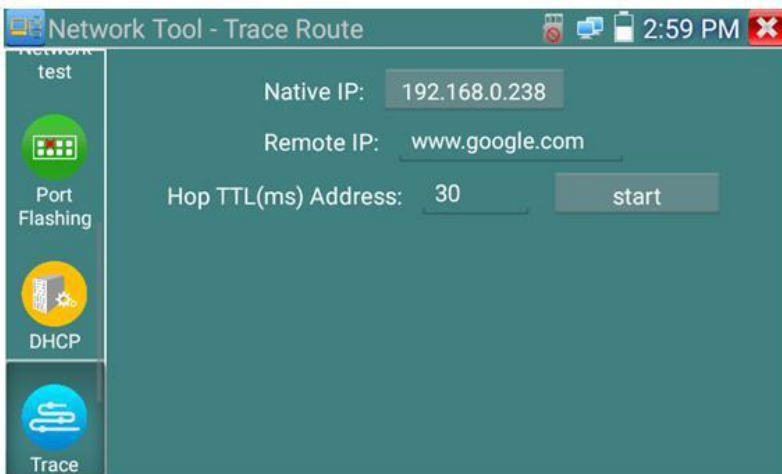 Network Tool - Trace Route
2:59 PM
Network
test
Port
Flashing
DHCP
Trace
Native IP: 192.168.0.238
Remote IP: www.google.com
Hop TTL(ms) Address: 30 start